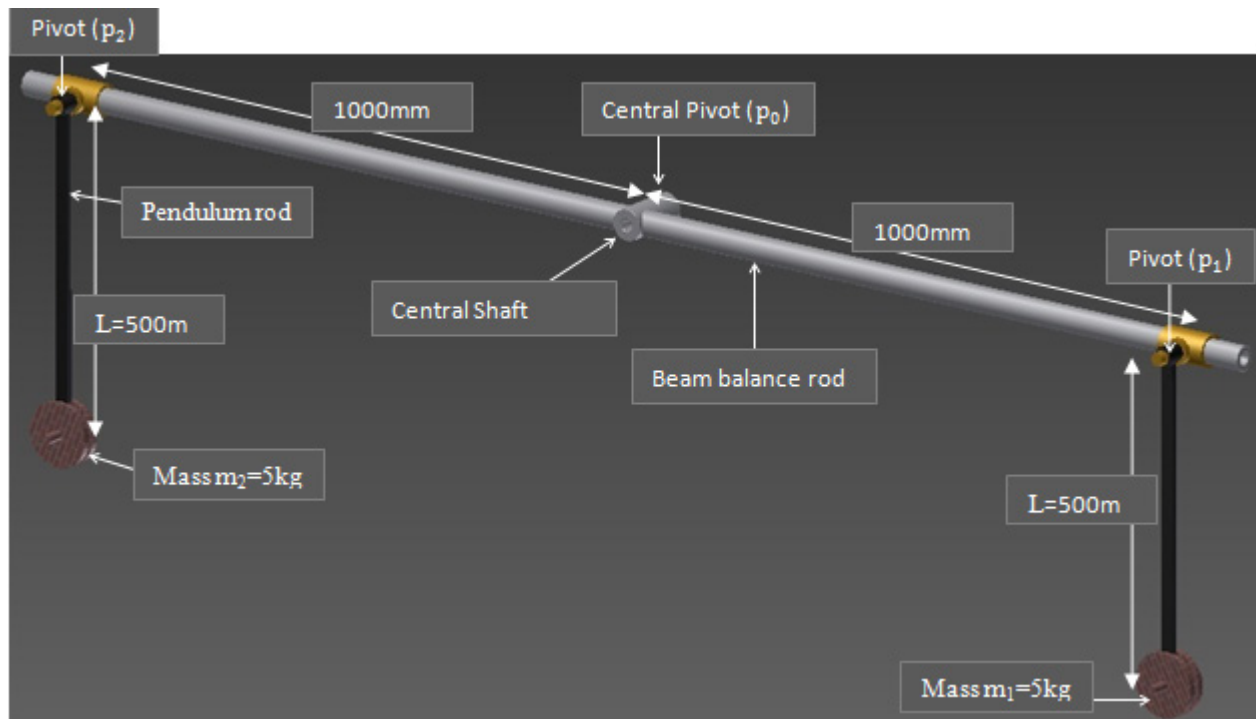 Pivot (p₂)
1000mm
Central Pivot (p₀)
Pendulum rod
1000mm
Pivot (p₁)
L=500m
Central Shaft
Beam balance rod
Mass m₂=5kg
L=500m
Mass m₁=5kg